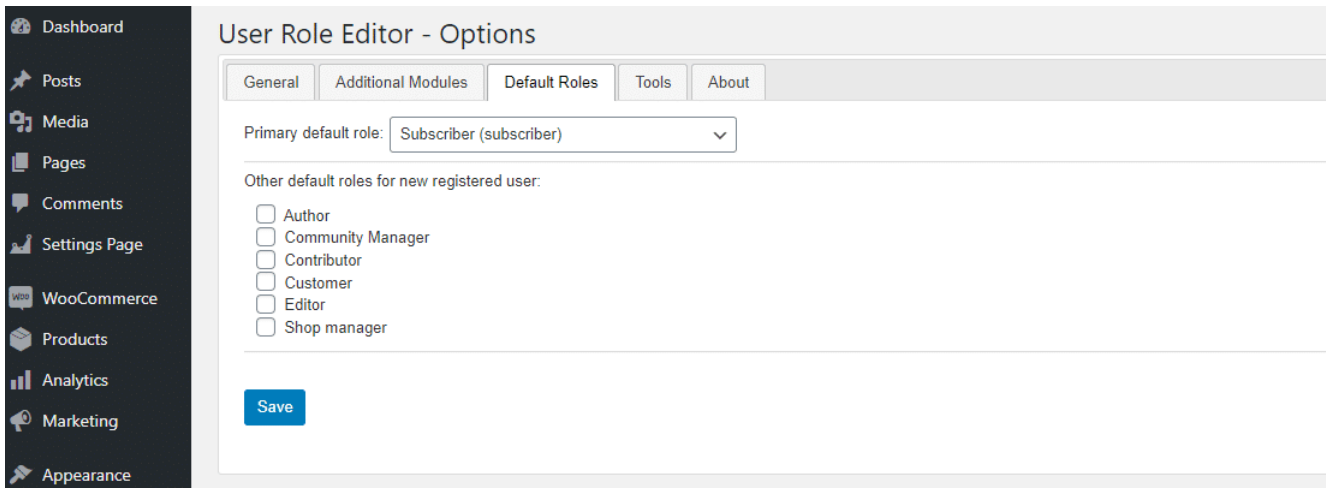 Dashboard
Posts
Media
Pages
Comments
Settings Page
WOO WooCommerce
Products
Analytics
Marketing
Appearance
User Role Editor - Options
General Additional Modules Default Roles Tools About
Primary default role: Subscriber (subscriber)
Other default roles for new registered user:
Author
Community Manager
Contributor
Customer
Editor
Shop manager
Save